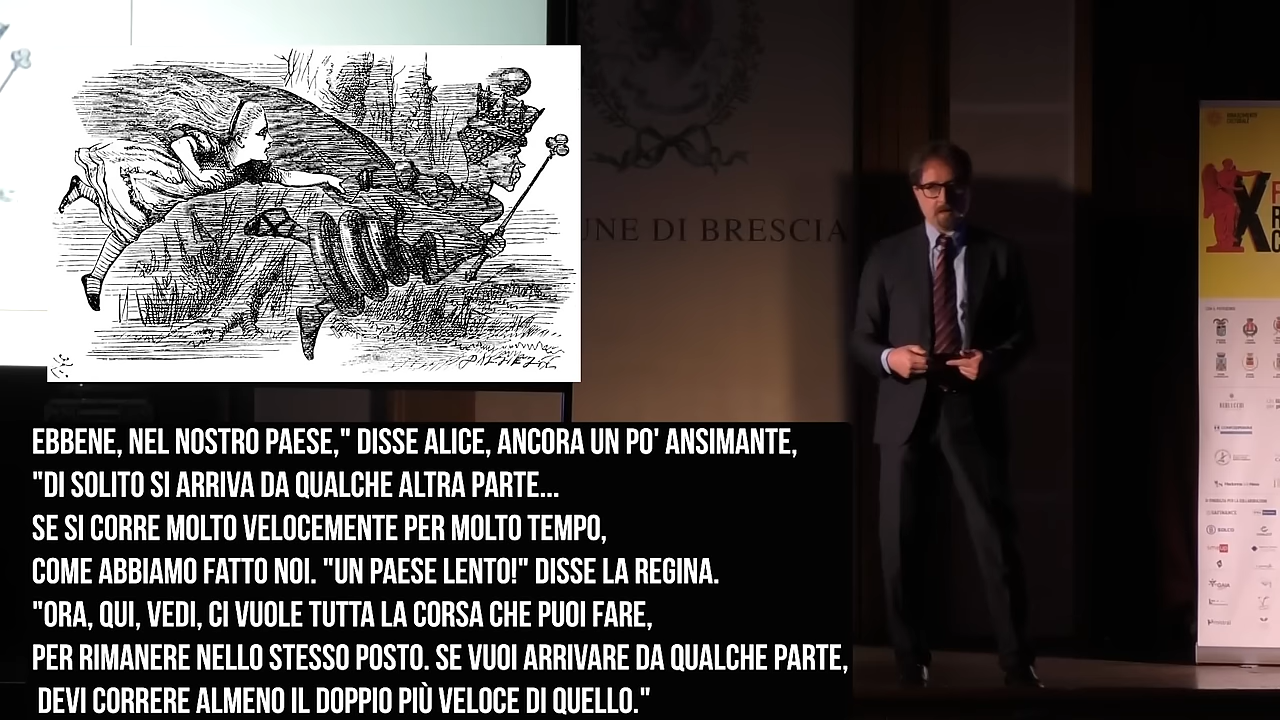 UNE DI BRESCIA
X
EBBENE, NEL NOSTRO PAESE," DISSE ALICE, ANCORA UN PO' ANSIMANTE,
"DI SOLITO SI ARRIVA DA QUALCHE ALTRA PARTE...
SE SI CORRE MOLTO VELOCEMENTE PER MOLTO TEMPO,
COME ABBIAMO FATTO NOI. "UN PAESE LENTO!" DISSE LA REGINA.
"ORA, QUI, VEDI, CI VUOLE TUTTA LA CORSA CHE PUOI FARE,
PER RIMANERE NELLO STESSO POSTO. SE VUOI ARRIVARE DA QUALCHE PARTE,
DEVI CORRERE ALMENO IL DOPPIO PIÙ VELOCE DI QUELLO."